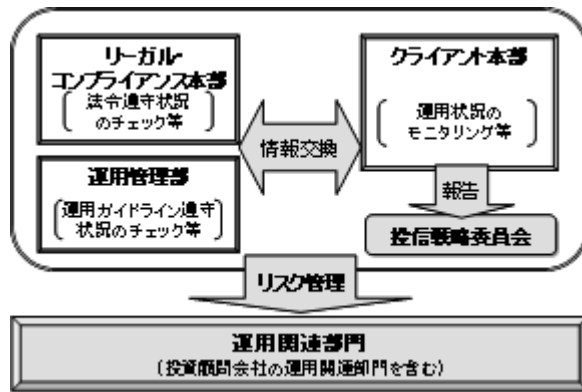 リーガル・
コンプライアンス本部
(法令遵守状況
のチェック等)
運用管理部
(運用ガイドライン遵守
状況のチェック等)
情報交換
クライアント本部
(運用状況の
モニタリング等)
報告
投信戦略委員会
リスク管理
運用関連部門
(投資顧問会社の運用関連部門を含む)